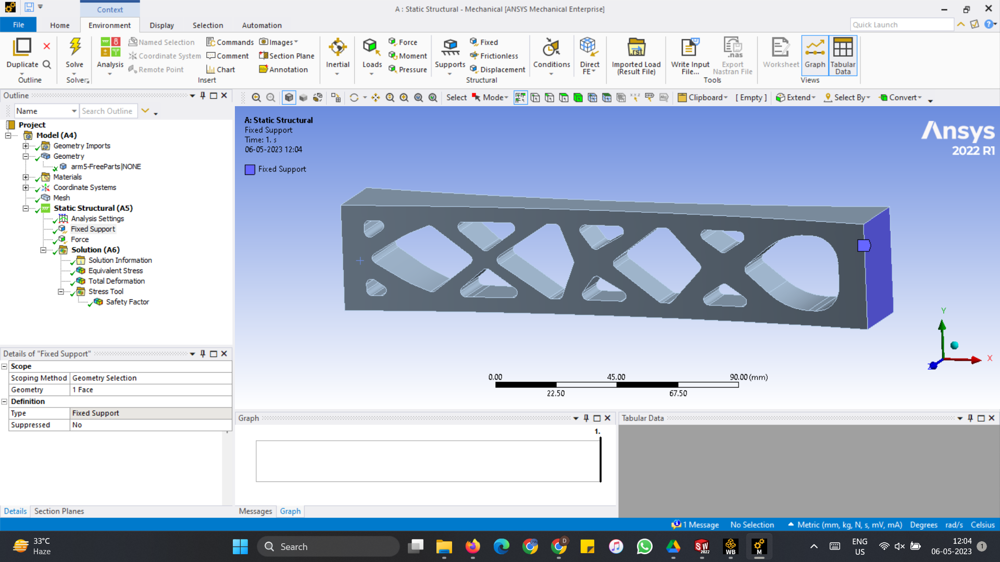 Context
A : Static Structural - Mechanical [ANSYS Mechanical Enterprise]
File
Home
Environment
Display
Selection
Automation
Quick Launch
Duplicate
Outline
Solve
Solver
Analysis
Named Selection
Coordinate System
Remote Point
Commands
Comment
Chart
Images
Section Plane
Annotation
Insert
Inertial
Loads
Force
Moment
Pressure
Supports
Fixed
Frictionless
Displacement
Structural
Conditions
Direct
FE
.rst
Imported Load
(Result File)
Write Input
File...
.nas
Export
Nastran File
Tools
Worksheet
Graph
Tabular
Data
Views
Outline
Select
Mode
Clipboard
[ Empty ]
Extend
Select By
Convert
Name
Search Outline
Project
Model (A4)
Geometry Imports
Geometry
arm5-FreeParts|NONE
Materials
Coordinate Systems
Mesh
Static Structural (A5)
Analysis Settings
Fixed Support
Force
Solution (A6)
Solution Information
Equivalent Stress
Total Deformation
Stress Tool
Safety Factor
A: Static Structural
Fixed Support
Time: 1. s
06-05-2023 12:04
Fixed Support
Ansys
2022 R1
Y
X
Z
0.00
45.00
90.00 (mm)
22.50
67.50
Details of "Fixed Support"
Scope
Scoping Method
Geometry Selection
Geometry
1 Face
Definition
Type
Fixed Support
Suppressed
No
Graph
1.
Tabular Data
Details
Section Planes
Messages
Graph
1 Message
No Selection
Metric (mm, kg, N, s, mV, mA)
Degrees
rad/s
Celsius
33°C
Haze
Search
D
SW
2022
WB
M
ENG
US
12:04
06-05-2023
1